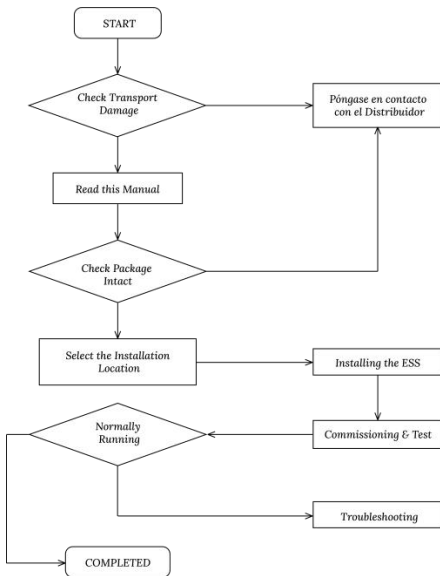 START
Check Transport
Damage
Póngase en contacto
con el Distribuidor
Read this Manual
Check Package
Intact
Select the Installation
Location
Installing the ESS
Normally
Running
Commissioning & Test
Troubleshooting
COMPLETED